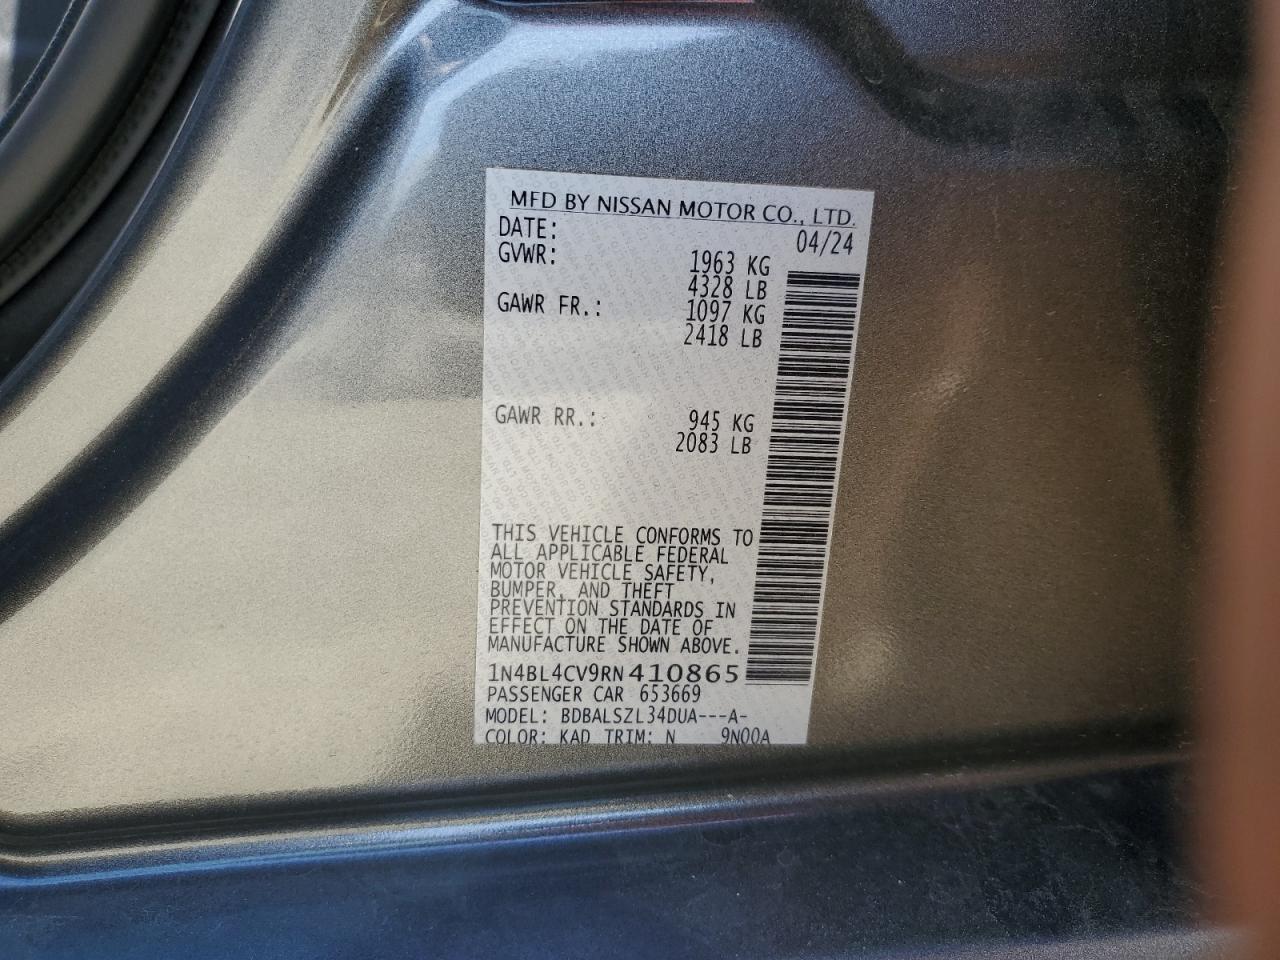 MFD BY NISSAN MOTOR CO., LTD.
DATE: 04/24
GVWR: 1963 KG
4328 LB
GAWR FR.: 1097 KG
2418 LB
GAWR RR.: 945 KG
2083 LB
THIS VEHICLE CONFORMS TO
ALL APPLICABLE FEDERAL
MOTOR VEHICLE SAFETY,
BUMPER, AND THEFT
PREVENTION STANDARDS IN
EFFECT ON THE DATE OF
MANUFACTURE SHOWN ABOVE.
1N4BL4CV9RN410865
PASSENGER CAR 653669
MODEL: BDBALSZL34DUA---A-
COLOR: KAD TRIM: N 9N00A